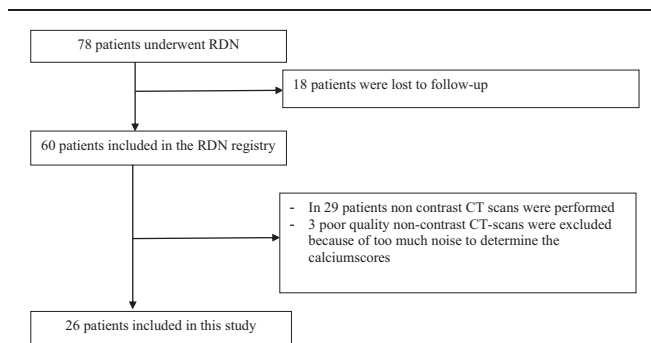 78 patients underwent RDN
18 patients were lost to follow-up
60 patients included in the RDN registry
- In 29 patients non contrast CT scans were performed
- 3 poor quality non-contrast CT-scans were excluded
because of too much noise to determine the
calciumscores
26 patients included in this study